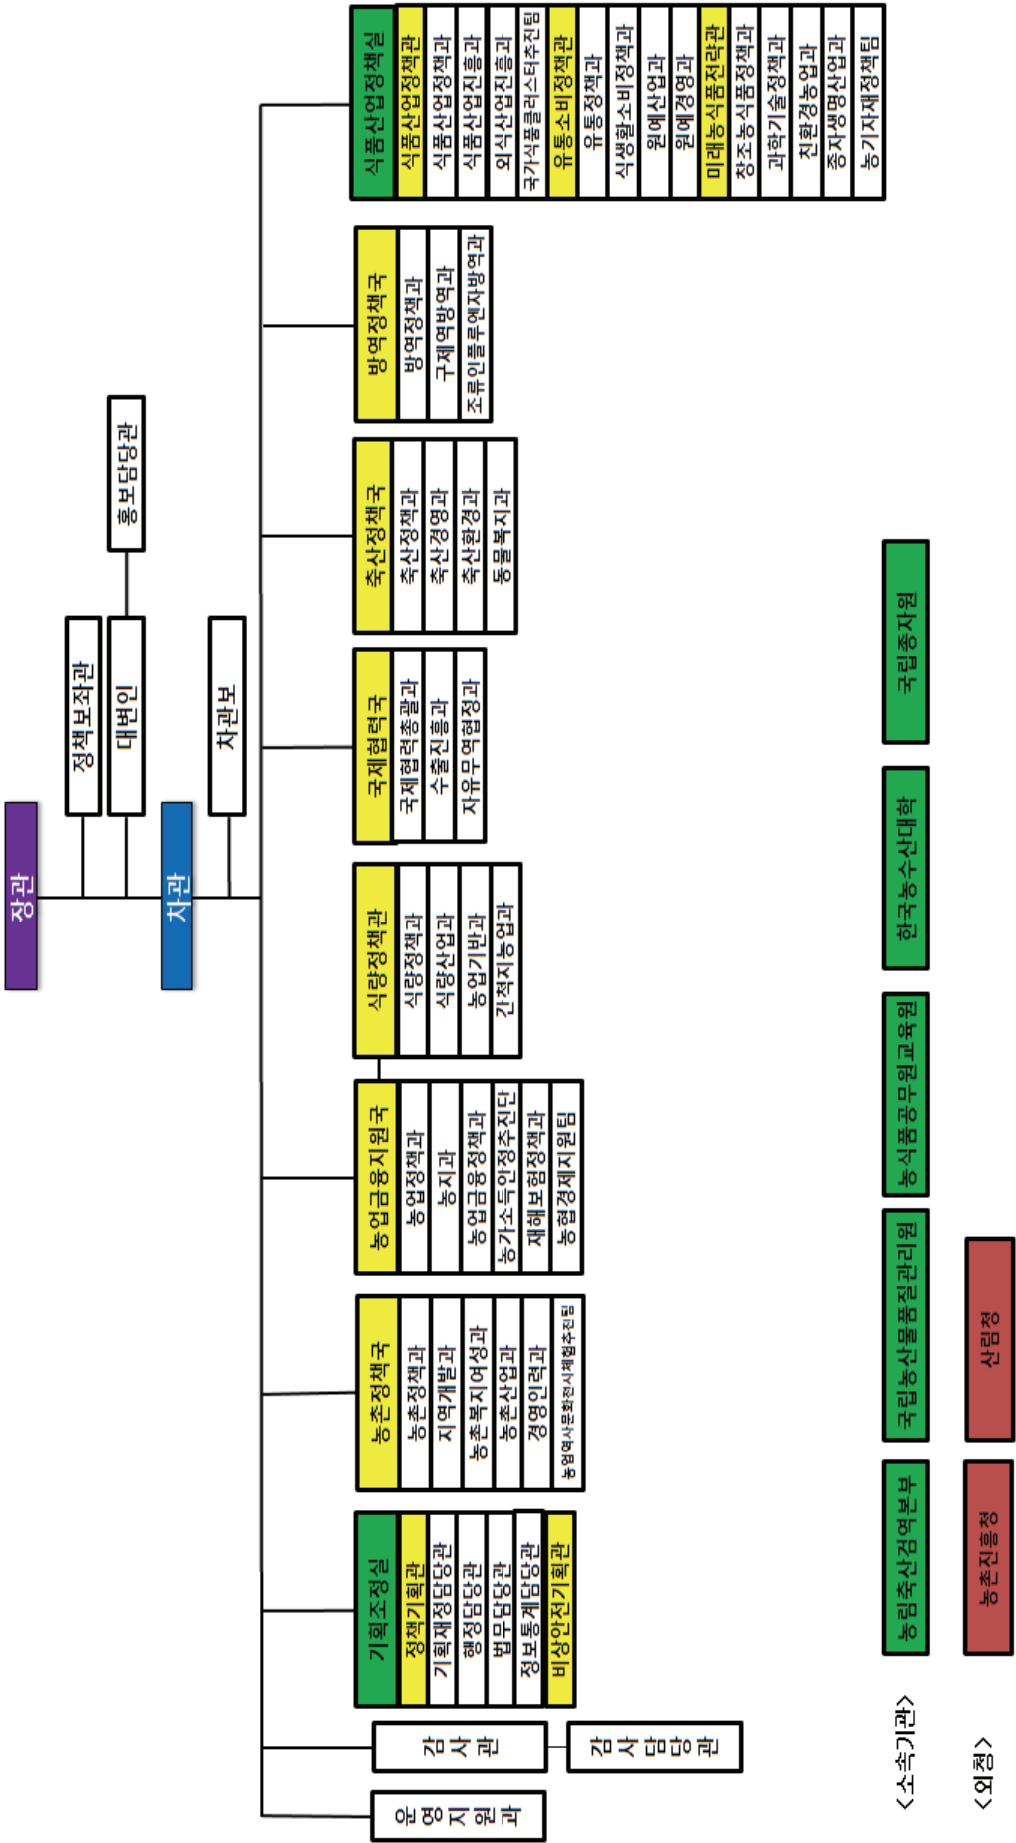 장관
정책보좌관
대변인
홍보담당관
차관
차관보
운영지원과
감사관
감사담당관
기획조정실
정책기획관
기획재정담당관
행정담당관
법무담당관
정보통계담당관
비상안전기획관
농촌정책국
농촌정책과
지역개발과
농촌복지여성과
농촌산업과
경영인력과
농업역사문화전시체험추진팀
농업금융지원국
농업정책과
농지과
농업금융정책과
농가소득안정추진단
재해보험정책과
농협경제지원팀
식량정책관
식량정책과
식량산업과
농업기반과
간척지농업과
국제협력국
국제협력총괄과
수출진흥과
자유무역협정과
축산정책국
축산정책과
축산경영과
축산환경과
동물복지과
방역정책국
방역정책과
구제역방역과
조류인플루엔자방역과
식품산업정책실
식품산업정책관
식품산업정책과
식품산업진흥과
외식산업진흥과
국가식품클러스터추진팀
유통소비정책관
유통정책과
식생활소비정책과
원예산업과
원예경영과
미래농식품전략관
창조농식품정책과
과학기술정책과
친환경농업과
종자생명산업과
농기자재정책팀
<소속기관>
농림축산검역본부
국립농산물품질관리원
농식품공무원교육원
한국농수산대학
국립종자원
<외청>
농촌진흥청
산림청